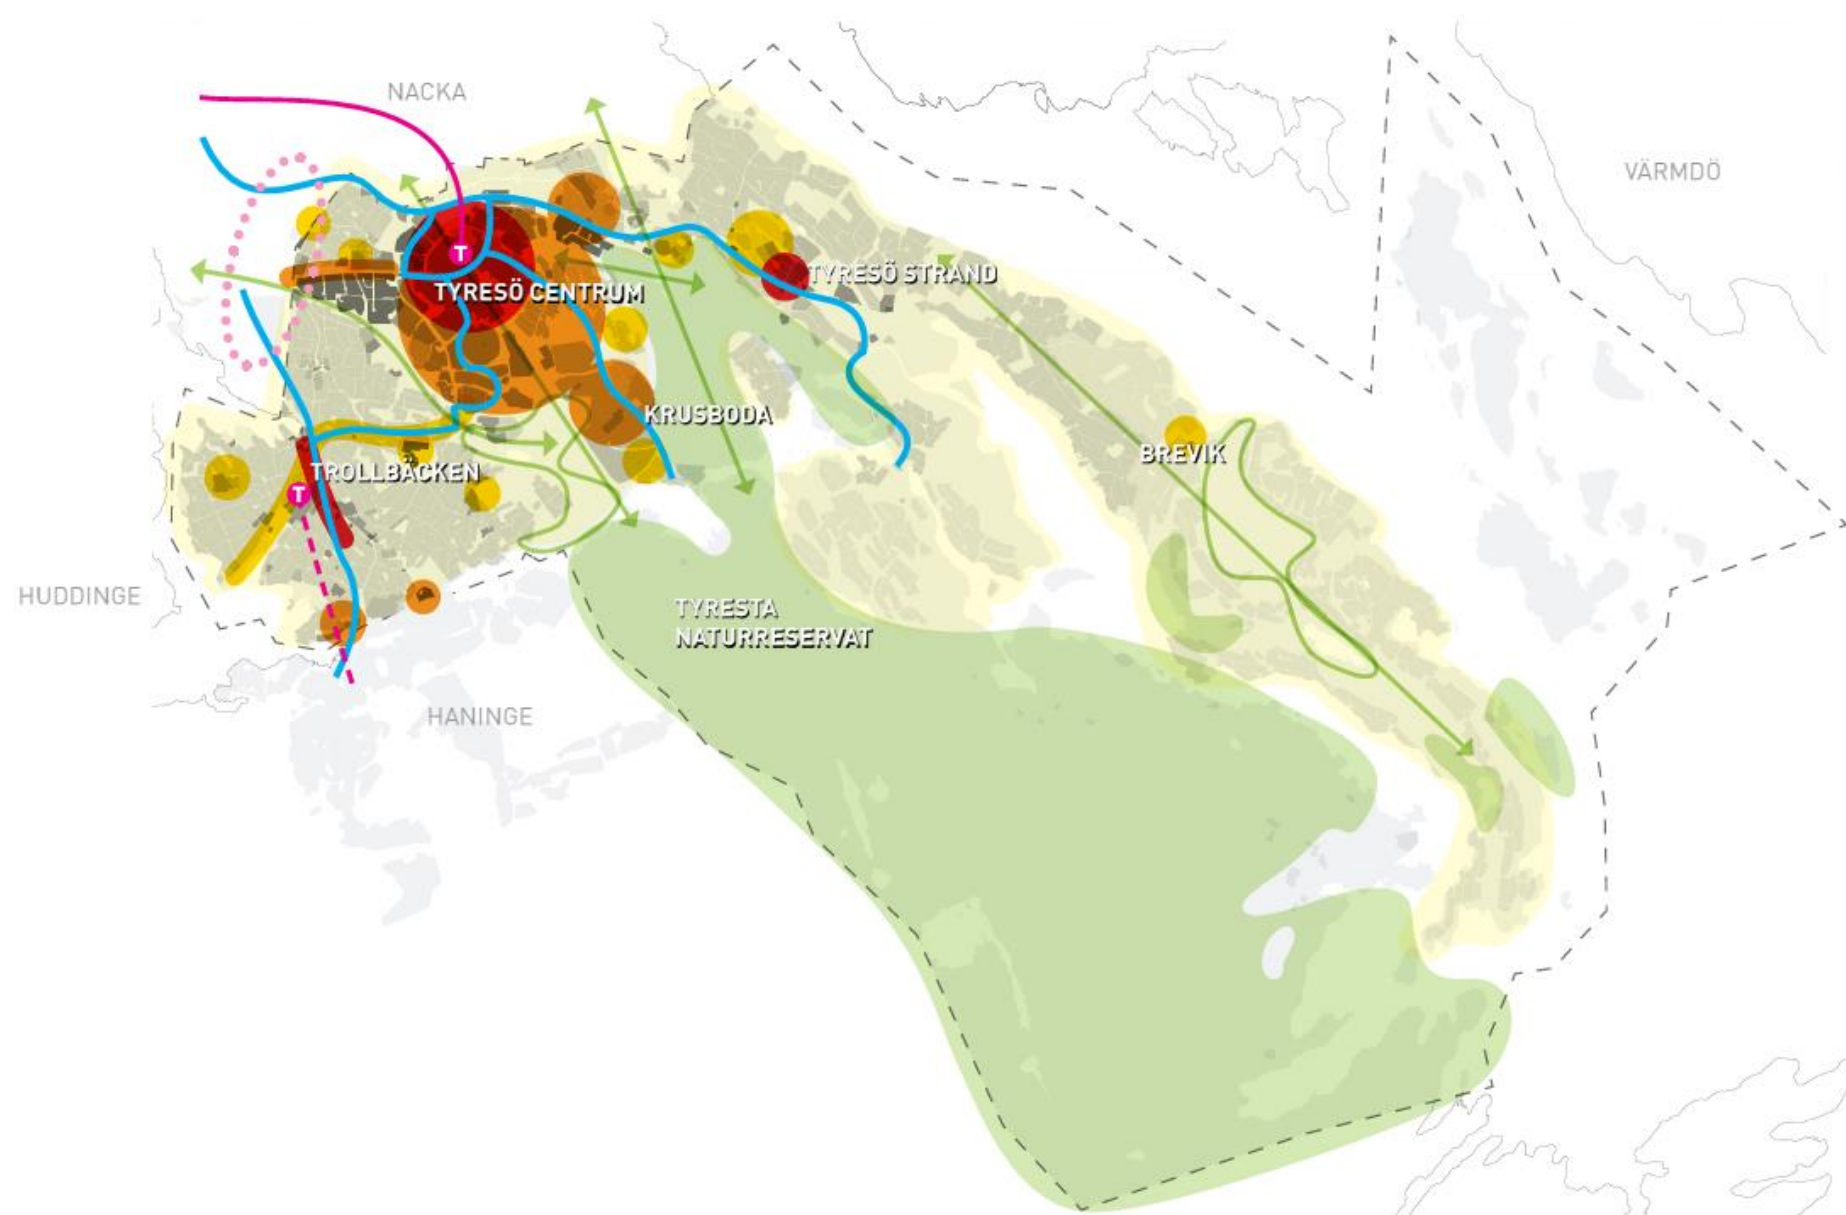 NACKA
VÄRMDÖ
T
TYRESÖ STRAND
TYRESÖ CENTRUM
KRUSBODA
BREVIK
TROLLBÄCKEN
T
HUDDINGE
TYRESTA
NATURRESERVAT
HANINGE